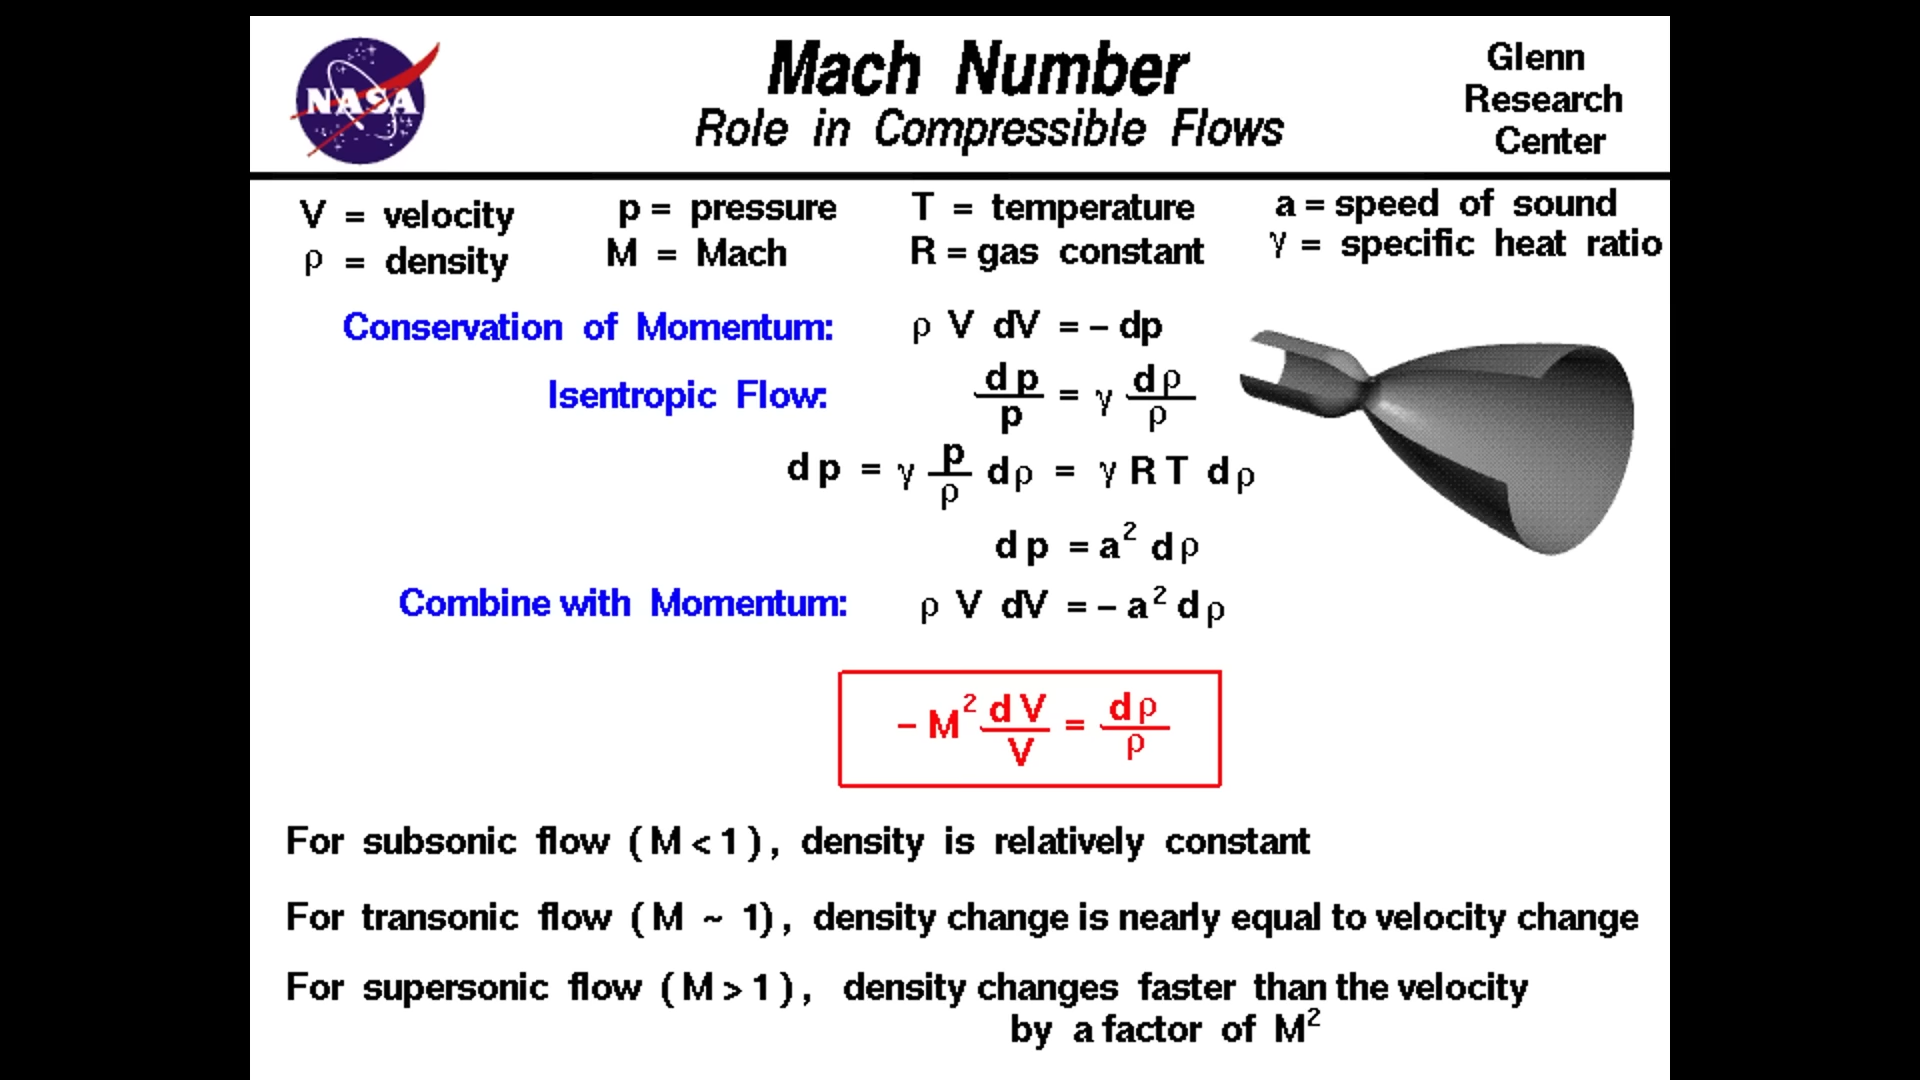 NASA
Mach Number
Role in Compressible Flows
Glenn
Research
Center
V = velocity
p = pressure
T = temperature
a = speed of sound
ρ = density
M = Mach
R = gas constant
γ = specific heat ratio
Conservation of Momentum: ρ V dV = – dp
Isentropic Flow: dp/p = γ dρ/ρ
dp = γ p/ρ dρ = γ R T dρ
dp = a² dρ
Combine with Momentum: ρ V dV = – a² dρ
– M² dV/V = dρ/ρ
For subsonic flow ( M < 1 ), density is relatively constant
For transonic flow ( M ~ 1), density change is nearly equal to velocity change
For supersonic flow ( M > 1 ), density changes faster than the velocity
by a factor of M²